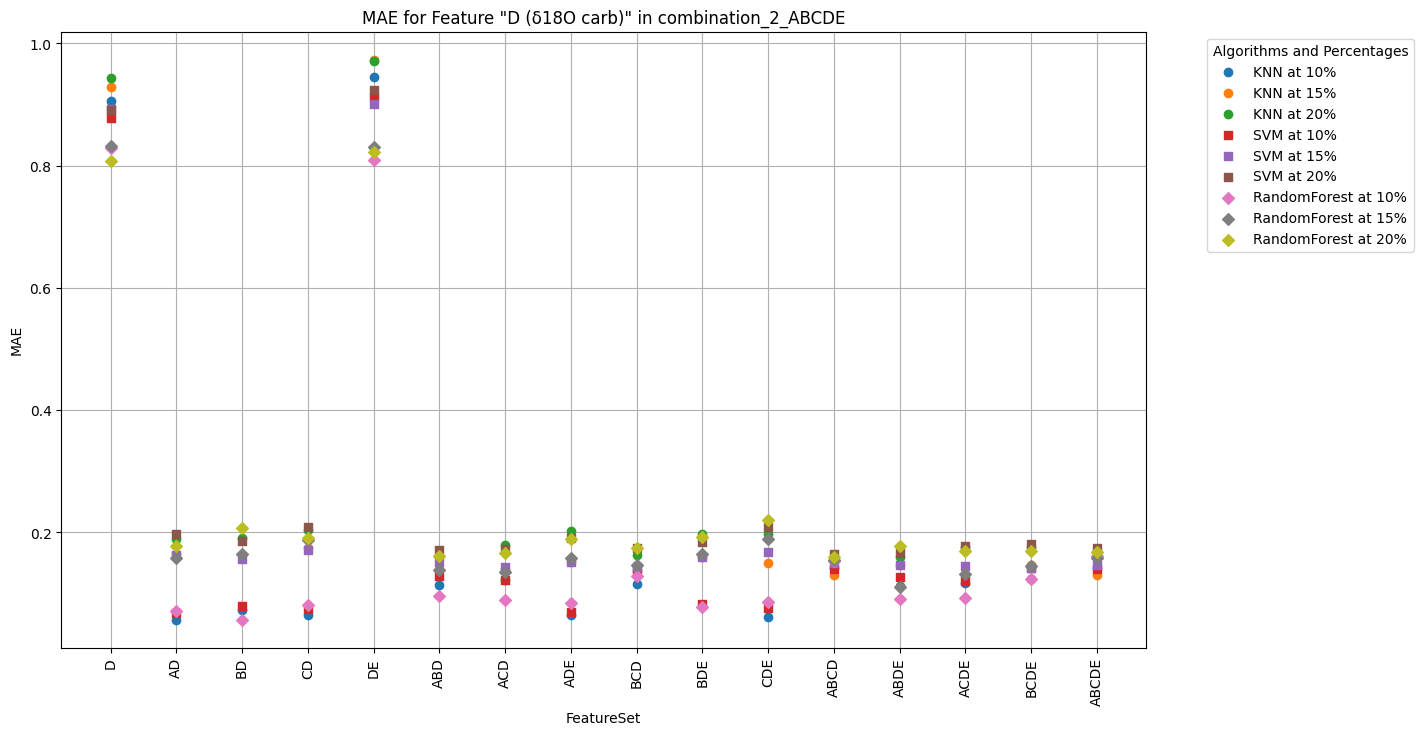 MAE for Feature "D (δ18O carb)" in combination_2_ABCDE
Algorithms and Percentages
KNN at 10%
KNN at 15%
KNN at 20%
SVM at 10%
SVM at 15%
SVM at 20%
RandomForest at 10%
RandomForest at 15%
RandomForest at 20%
MAE
1.0
0.8
0.6
0.4
0.2
D
AD
BD
CD
DE
ABD
ACD
ADE
BCD
BDE
CDE
ABCD
ABDE
ACDE
BCDE
ABCDE
FeatureSet